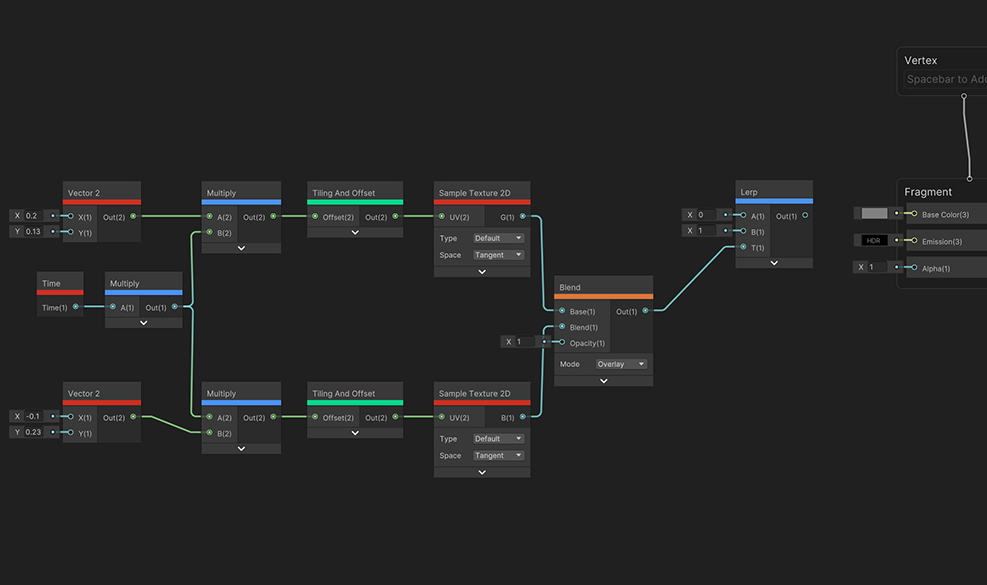 Vertex
Spacebar to Add
Vector 2
X 0.2 X(1) Out(2)
Y 0.13 Y(1)
Multiply
A(2) Out(2)
B(2)
Tiling And Offset
Offset(2) Out(2)
Sample Texture 2D
UV(2) G(1)
Type Default
Space Tangent
Lerp
X 0 A(1) Out(1)
X 1 B(1)
T(1)
Fragment
Base Color(3)
HDR Emission(3)
X 1 Alpha(1)
Time
Time(1)
Multiply
A(1) Out(1)
Blend
Base(1) Out(1)
Blend(1)
X 1 Opacity(1)
Mode Overlay
Vector 2
X -0.1 X(1) Out(2)
Y 0.23 Y(1)
Multiply
A(2) Out(2)
B(2)
Tiling And Offset
Offset(2) Out(2)
Sample Texture 2D
UV(2) B(1)
Type Default
Space Tangent